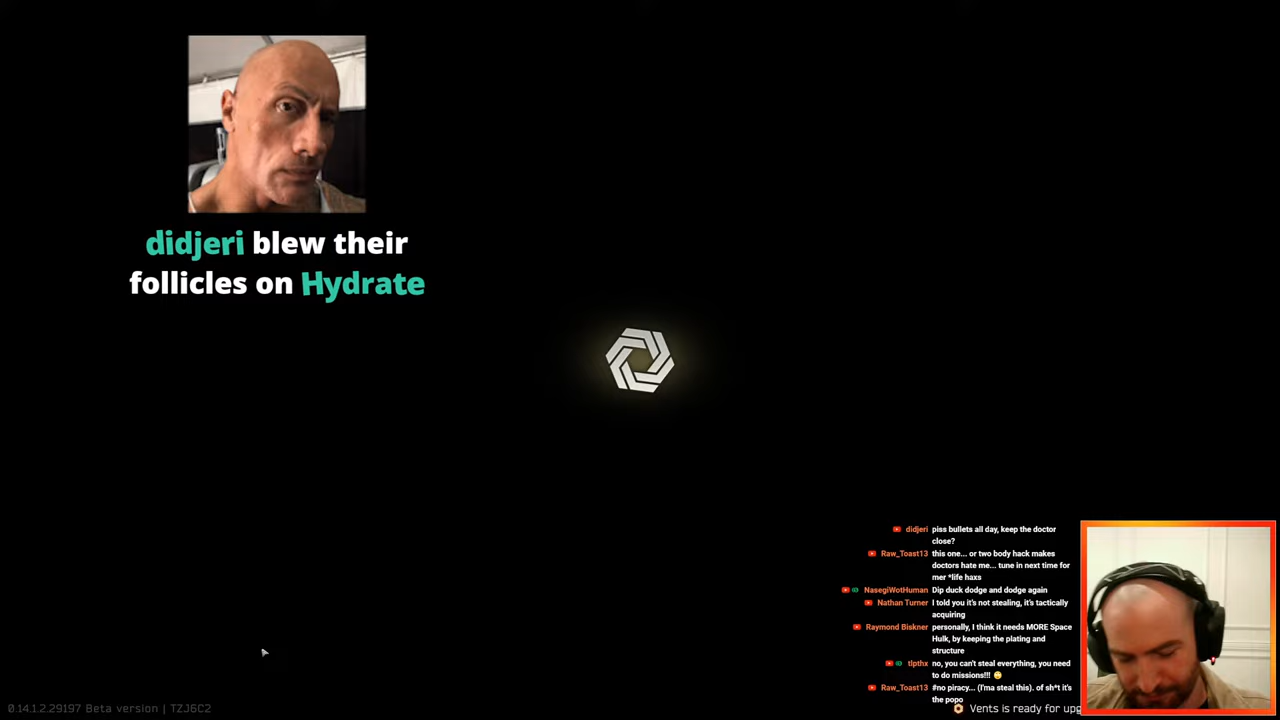 didjeri blew their
follicles on Hydrate
didjeri piss bullets all day, keep the doctor
close?
Raw_Toast13 this one... or two body hack makes
doctors hate me... tune in next time for
mer *life haxs
NasegiWotHuman Dip duck dodge and dodge again
Nathan Turner I told you it's not stealing, it's tactically
acquiring
Raymond Biskner personally, I think it needs MORE Space
Hulk, by keeping the plating and
structure
tlpthx no, you can't steal everything, you need
to do missions!!! 🙄
Raw_Toast13 #no piracy... (I'ma steal this). of sh*t it's
the popo
Vents is ready for upg
0.14.1.2.29197 Beta version | TZJ6C2